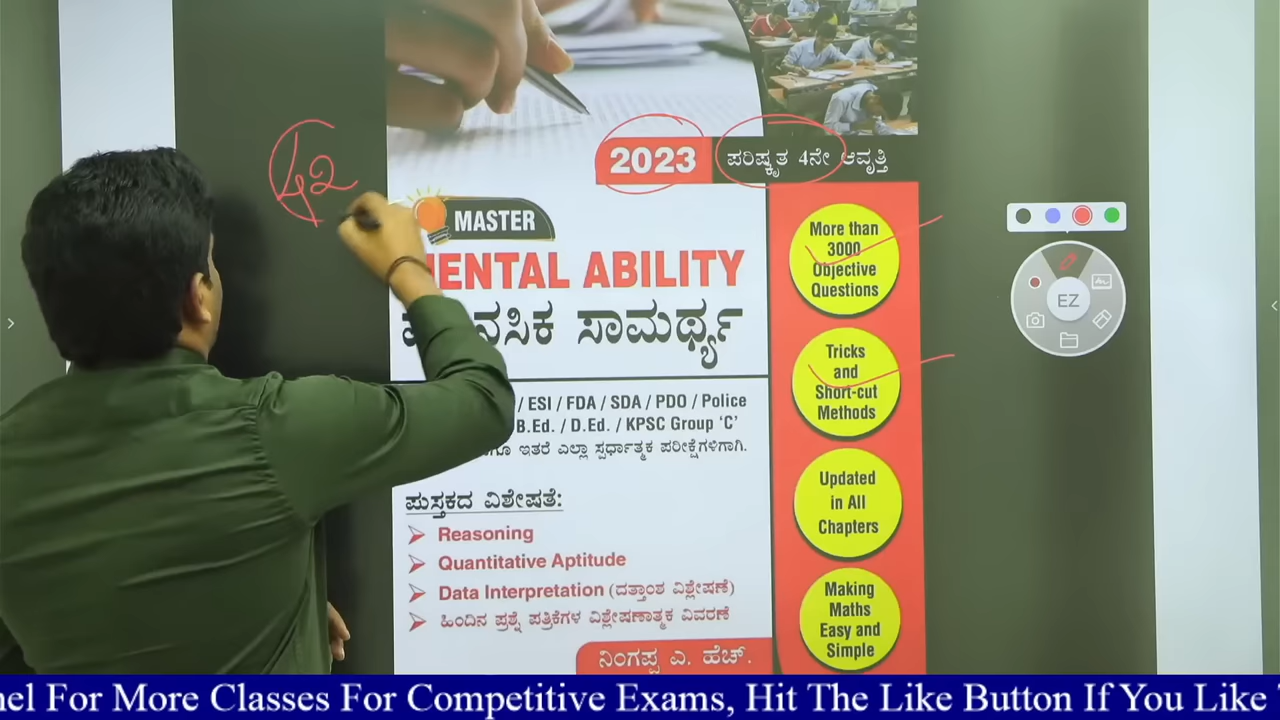 42
2023 ಪರಿಷ್ಕೃತ 4ನೇ ಆವೃತ್ತಿ
MASTER
MENTAL ABILITY
ಮಾನಸಿಕ ಸಾಮರ್ಥ್ಯ
/ ESI / FDA / SDA / PDO / Police
B.Ed. / D.Ed. / KPSC Group ‘C’
ಇತರೆ ಎಲ್ಲಾ ಸ್ಪರ್ಧಾತ್ಮಕ ಪರೀಕ್ಷೆಗಳಿಗಾಗಿ.
ಪುಸ್ತಕದ ವಿಶೇಷತೆ:
Reasoning
Quantitative Aptitude
Data Interpretation (ದತ್ತಾಂಶ ವಿಶ್ಲೇಷಣೆ)
ಹಿಂದಿನ ಪ್ರಶ್ನೆ ಪತ್ರಿಕೆಗಳ ವಿಶ್ಲೇಷಣಾತ್ಮಕ ವಿವರಣೆ
ನಿಂಗಪ್ಪ ಎ. ಹೆಚ್.
More than
3000
Objective
Questions
Tricks
and
Short-cut
Methods
Updated
in All
Chapters
Making
Maths
Easy and
Simple
EZ
For More Classes For Competitive Exams, Hit The Like Button If You Like